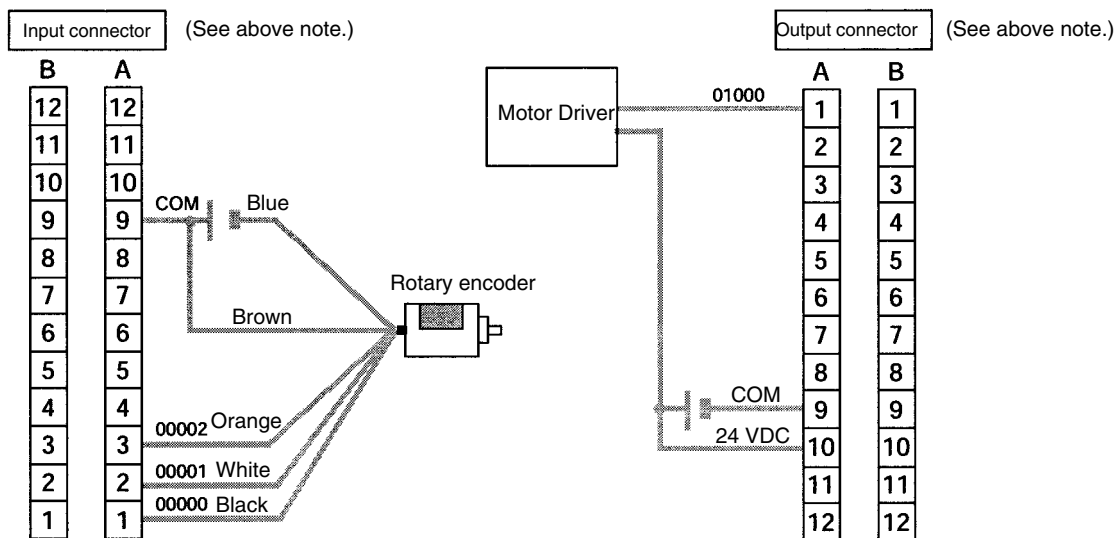 Input connector (See above note.)
B A
12 12
11 11
10 10
9 9
8 8
7 7
6 6
5 5
4 4
3 3
2 2
1 1
COM Blue
Brown
Rotary encoder
00002 Orange
00001 White
00000 Black
Output connector (See above note.)
A B
Motor Driver
01000
1 1
2 2
3 3
4 4
5 5
6 6
7 7
8 8
COM
9 9
24 VDC
10 10
11 11
12 12